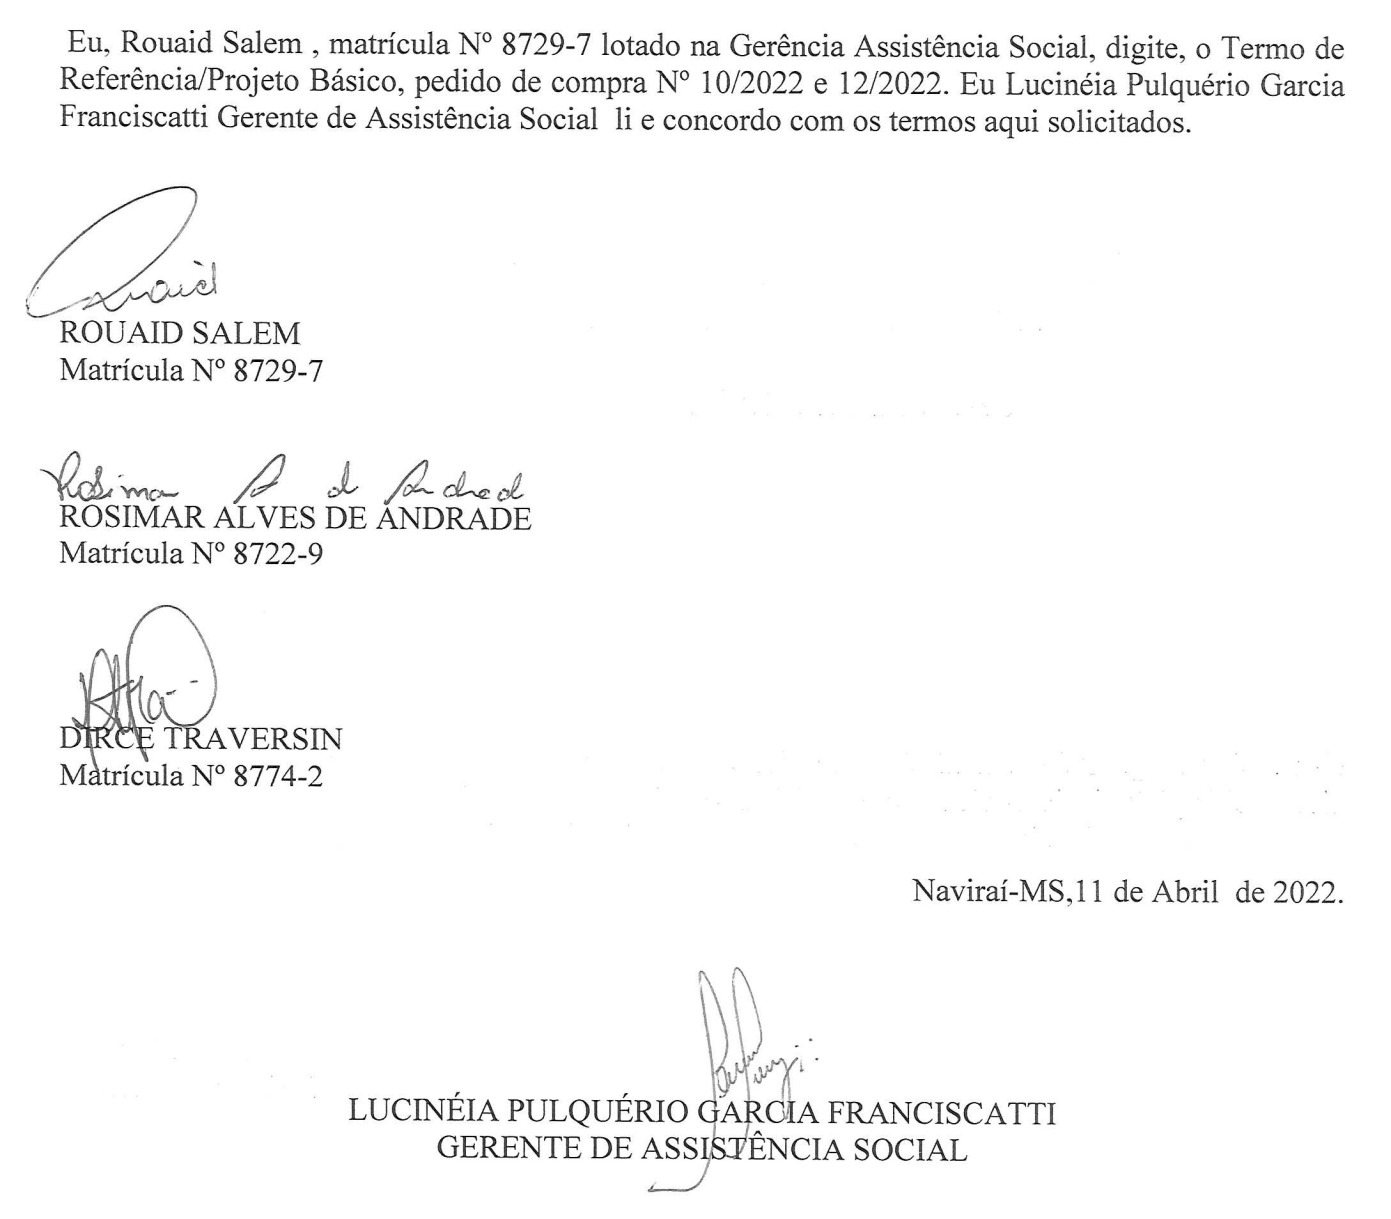 Eu, Rouaid Salem , matrícula Nº 8729-7 lotado na Gerência Assistência Social, digite, o Termo de
Referência/Projeto Básico, pedido de compra Nº 10/2022 e 12/2022. Eu Lucinéia Pulquério Garcia
Franciscatti Gerente de Assistência Social  li e concordo com os termos aqui solicitados.
Rouaid
ROUAID SALEM
Matrícula Nº 8729-7
Rosimar A d Andrad
ROSIMAR ALVES DE ANDRADE
Matrícula Nº 8722-9
DIRCE TRAVERSIN
Matrícula Nº 8774-2
Naviraí-MS,11 de Abril  de 2022.
LUCINÉIA PULQUÉRIO GARCIA FRANCISCATTI
GERENTE DE ASSISTÊNCIA SOCIAL